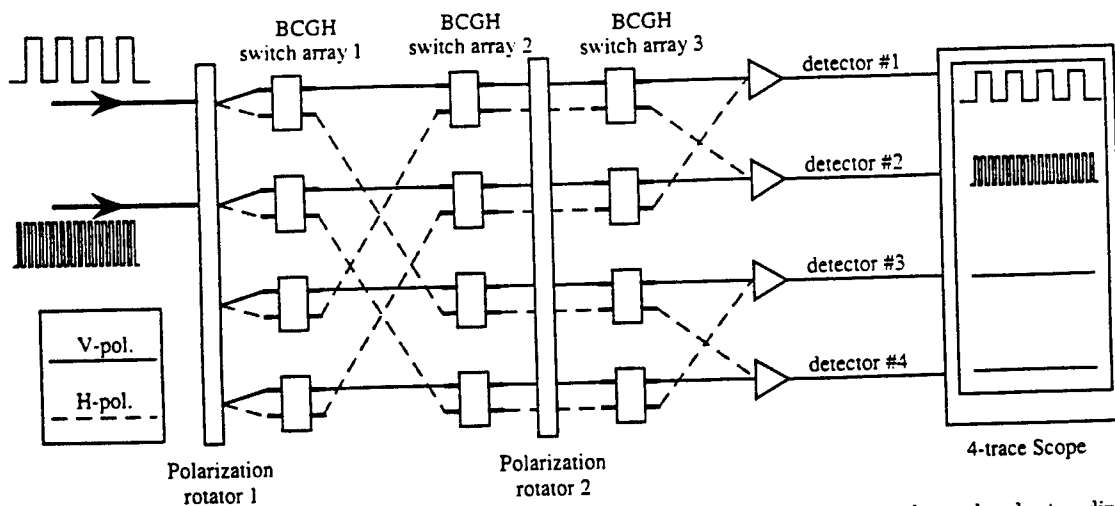 BCGH
switch array 1
BCGH
switch array 2
BCGH
switch array 3
detector #1
detector #2
detector #3
detector #4
V-pol.
H-pol.
Polarization
rotator 1
Polarization
rotator 2
4-trace Scope